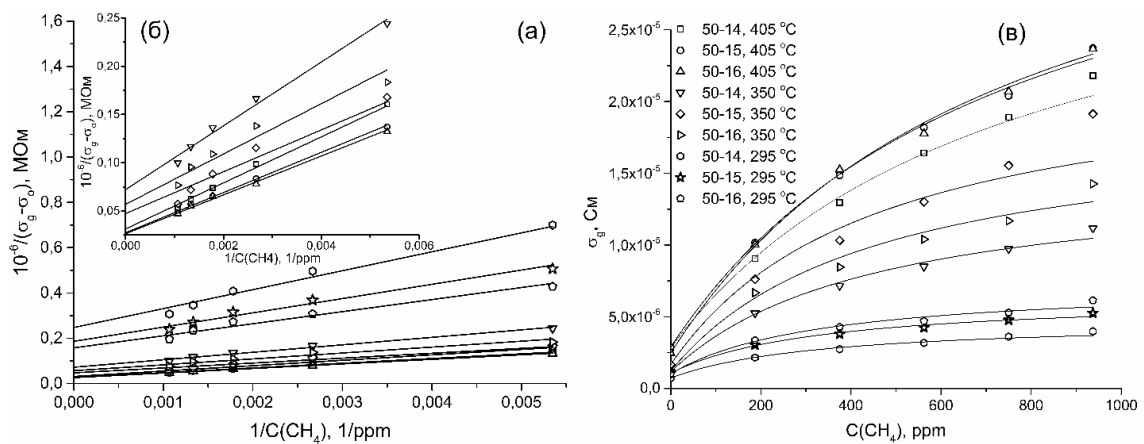 (б)
(а)
0,25
0,20
0,15
0,10
0,05
0,000
0,002
0,004
0,006
10⁻⁶/(σg-σα), МОм
1/C(CH4), 1/ppm
1,6
1,4
1,2
1,0
0,8
0,6
0,4
0,2
0,0
0,000
0,001
0,002
0,003
0,004
0,005
10⁻⁶/(σg-σα), МОм
1/C(CH₄), 1/ppm
(в)
50-14, 405 °C
50-15, 405 °C
50-16, 405 °C
50-14, 350 °C
50-15, 350 °C
50-16, 350 °C
50-14, 295 °C
50-15, 295 °C
50-16, 295 °C
2,5x10⁻⁵
2,0x10⁻⁵
1,5x10⁻⁵
1,0x10⁻⁵
5,0x10⁻⁶
0,0
0
200
400
600
800
1000
σg, См
C(CH₄), ppm